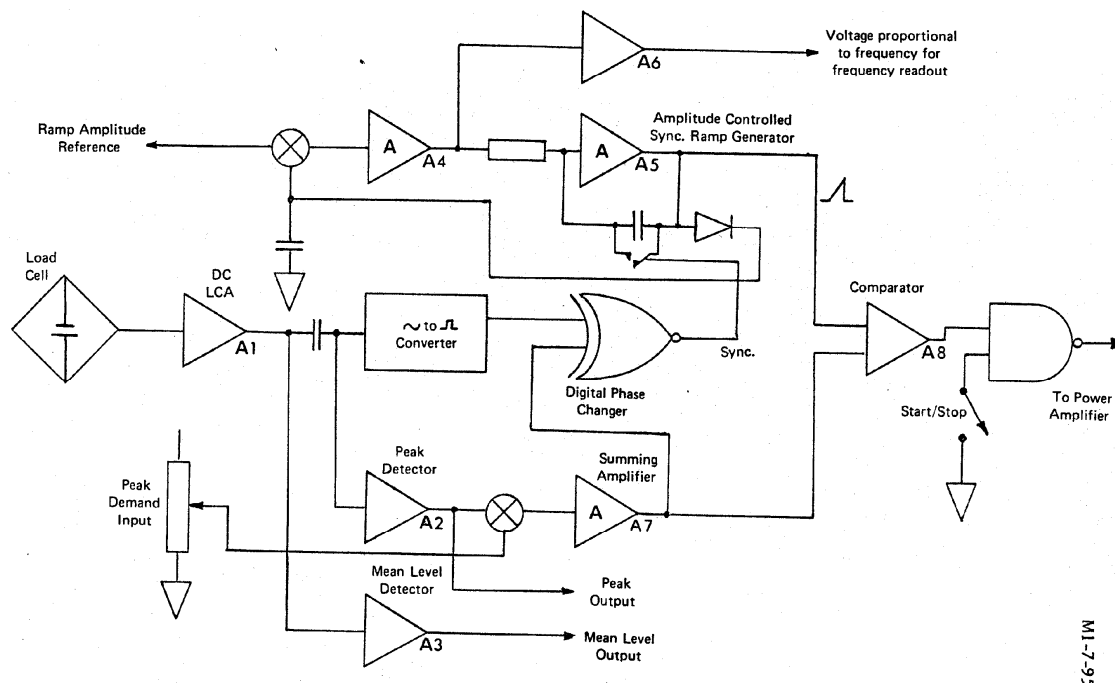 Voltage proportional
to frequency for
frequency readout
A6
Ramp Amplitude
Reference
A
A4
Amplitude Controlled
Sync. Ramp Generator
A
A5
Load
Cell
DC
LCA
A1
∼ to ⎍
Converter
Digital Phase
Changer
Sync.
Comparator
A8
Start/Stop
To Power
Amplifier
Peak
Demand
Input
Peak
Detector
A2
Summing
Amplifier
A
A7
Mean Level
Detector
A3
Peak
Output
Mean Level
Output